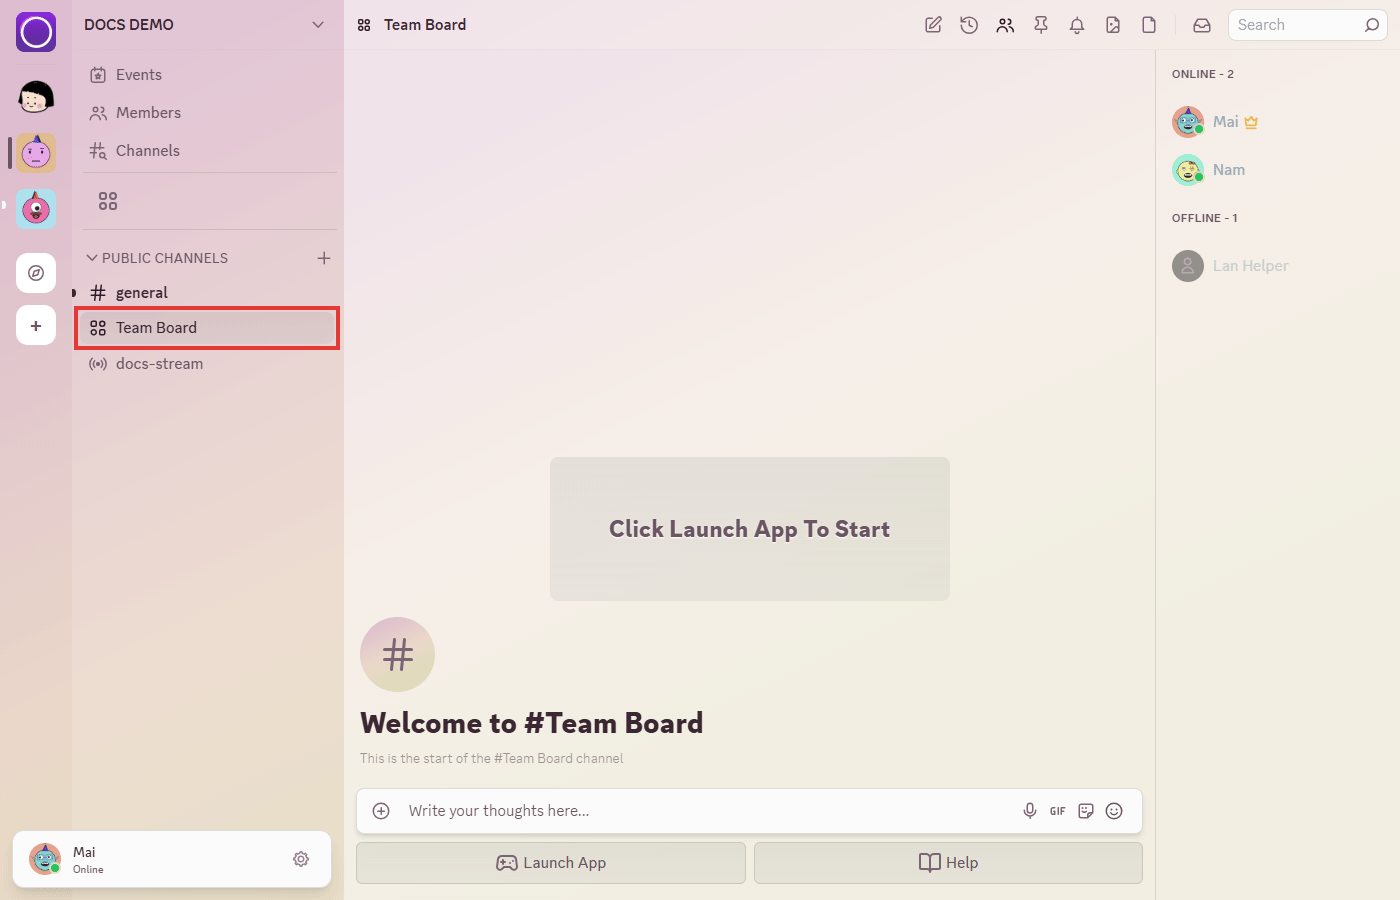 DOCS DEMO
Events
Members
Channels
PUBLIC CHANNELS
general
Team Board
docs-stream
Mai
Online
Team Board
Search
Click Launch App To Start
Welcome to #Team Board
This is the start of the #Team Board channel
Write your thoughts here...
GIF
Launch App
Help
ONLINE - 2
Mai
Nam
OFFLINE - 1
Lan Helper